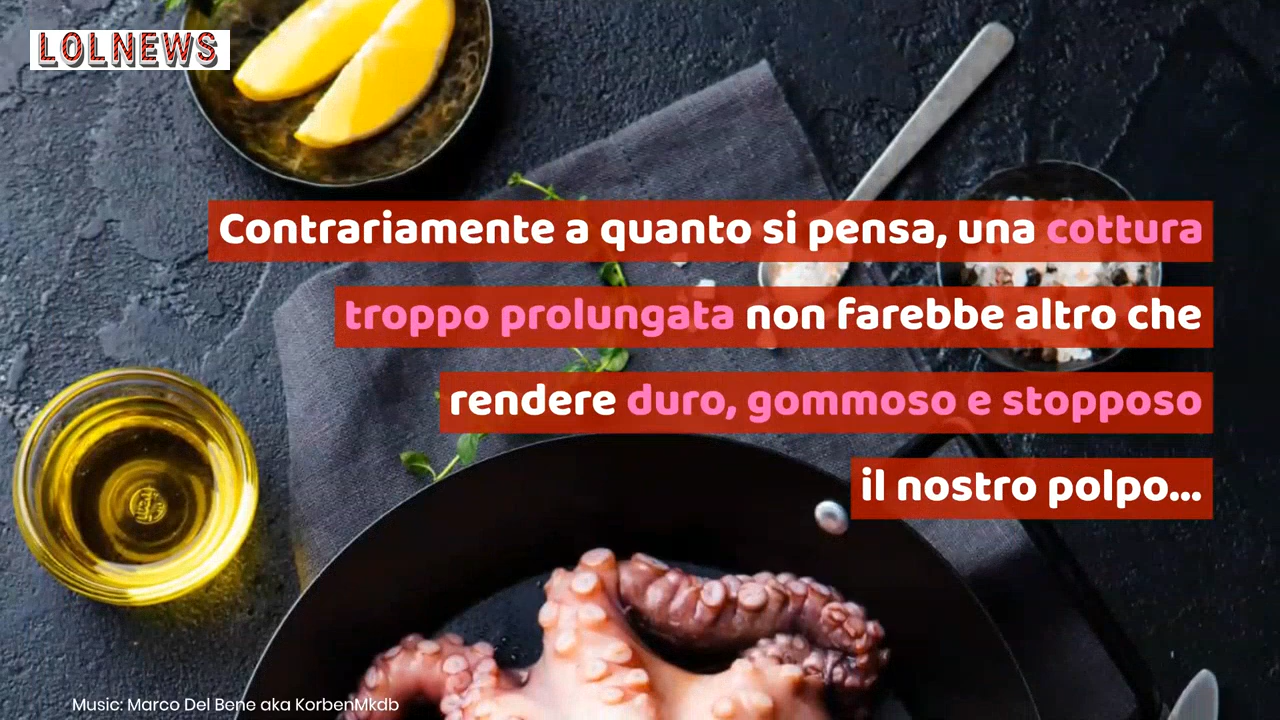 LOLNEWS
Contrariamente a quanto si pensa, una cottura
troppo prolungata non farebbe altro che
rendere duro, gommoso e stopposo
il nostro polpo...
Music: Marco Del Bene aka KorbenMkdb